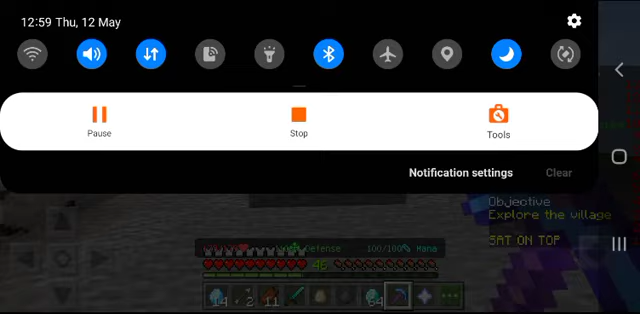 12:59 Thu, 12 May
Pause
Stop
Tools
Notification settings
Clear
Objective
Explore the village
SAT ON TOP
Defense
100/100
Mana
46
14
2
11
64